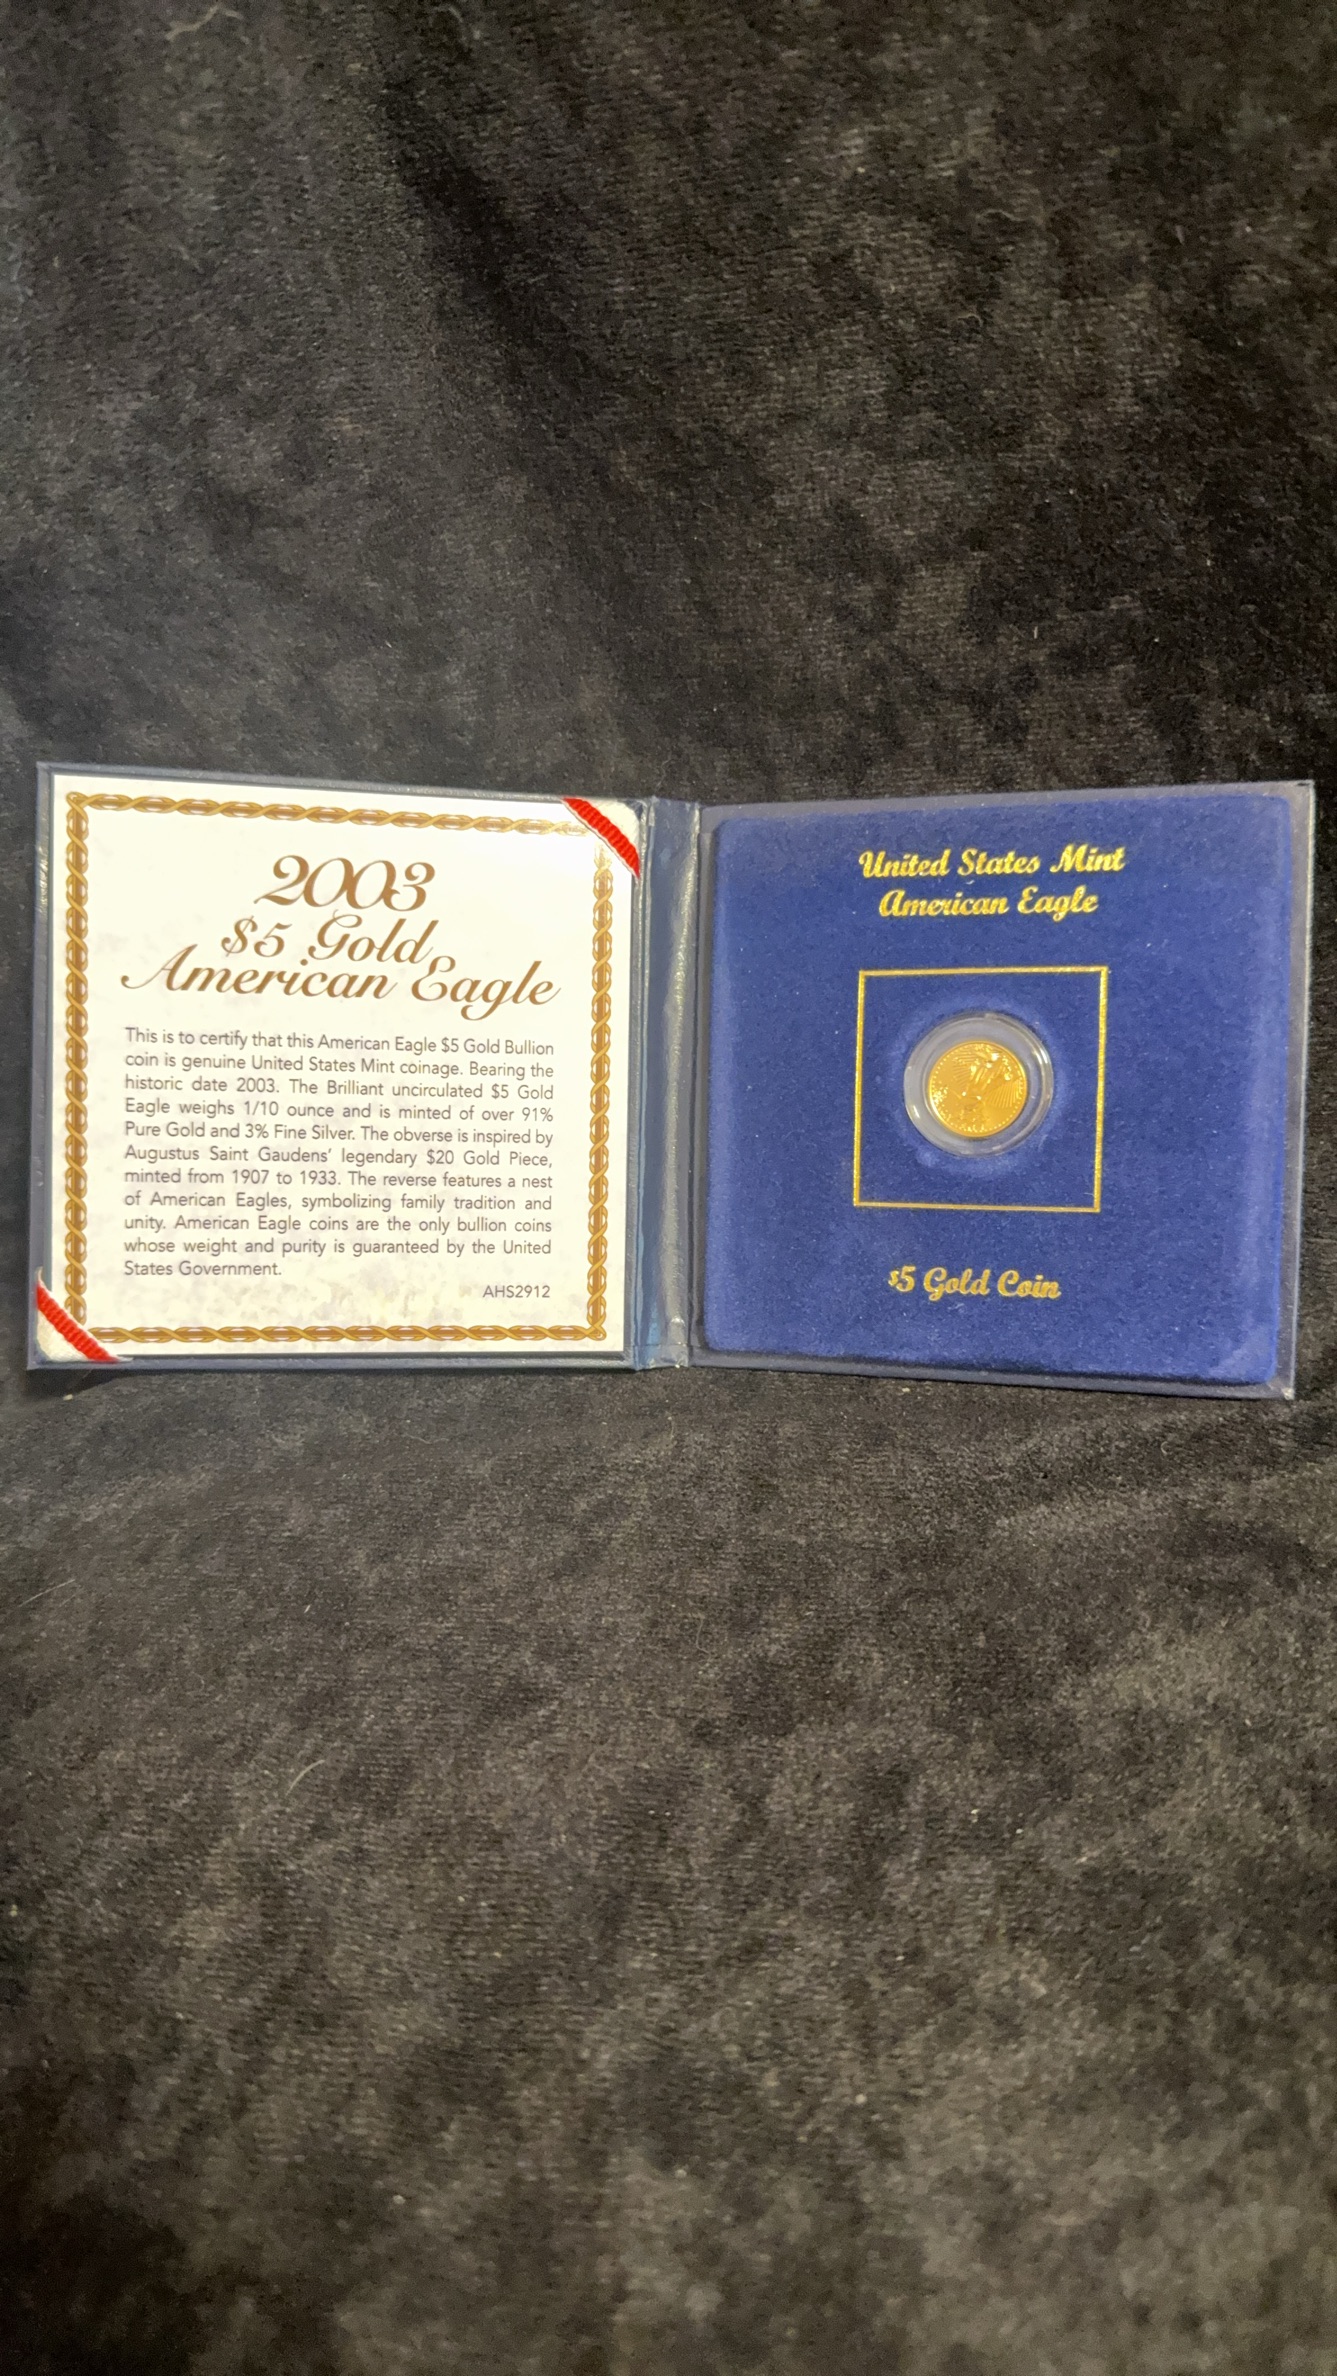 2003
$5 Gold
American Eagle
This is to certify that this American Eagle $5 Gold Bullion
coin is genuine United States Mint coinage. Bearing the
historic date 2003. The Brilliant uncirculated $5 Gold
Eagle weighs 1/10 ounce and is minted of over 91%
Pure Gold and 3% Fine Silver. The obverse is inspired by
Augustus Saint Gaudens' legendary $20 Gold Piece,
minted from 1907 to 1933. The reverse features a nest
of American Eagles, symbolizing family tradition and
unity. American Eagle coins are the only bullion coins
whose weight and purity is guaranteed by the United
States Government.
AHS2912
United States Mint
American Eagle
$5 Gold Coin